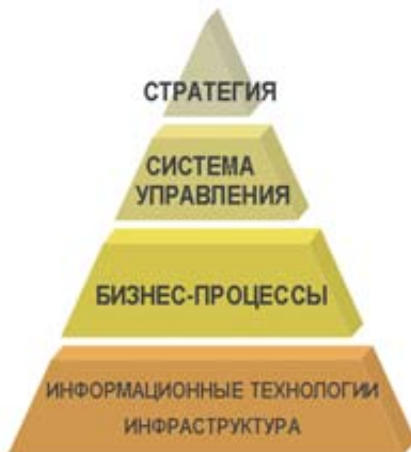 СТРАТЕГИЯ
СИСТЕМА
УПРАВЛЕНИЯ
БИЗНЕС-ПРОЦЕССЫ
ИНФОРМАЦИОННЫЕ ТЕХНОЛОГИИ
ИНФРАСТРУКТУРА